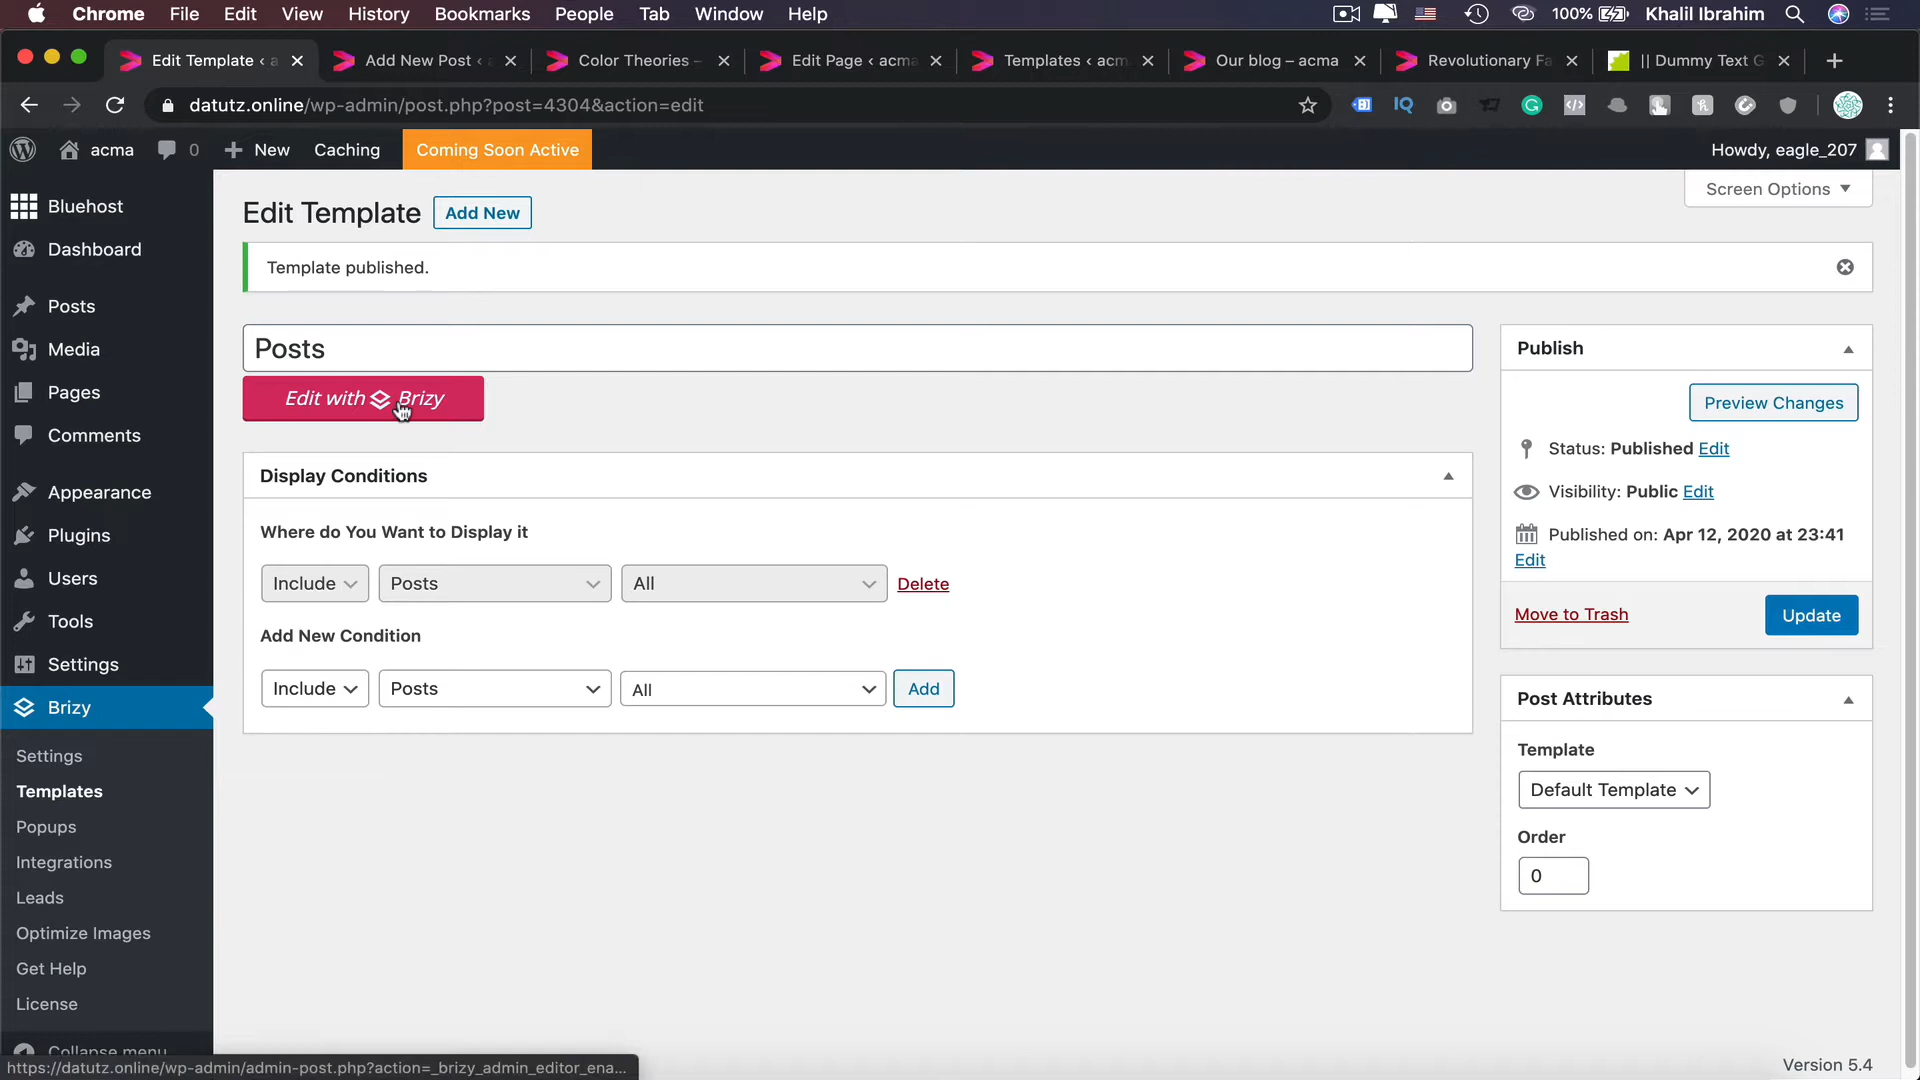 Chrome File Edit View History Bookmarks People Tab Window Help 100% Khalil Ibrahim
Edit Template ‹ a Add New Post ‹ Color Theories – Edit Page ‹ acma Templates ‹ acm Our blog – acma Revolutionary Fa || Dummy Text G
datutz.online/wp-admin/post.php?post=4304&action=edit
acma 0 New Caching Coming Soon Active Howdy, eagle_207
Screen Options
Edit Template Add New
Template published.
Bluehost
Dashboard
Posts
Media
Pages
Comments
Appearance
Plugins
Users
Tools
Settings
Brizy
Settings
Templates
Popups
Integrations
Leads
Optimize Images
Get Help
License
Collapse menu
Posts
Edit with Brizy
Display Conditions
Where do You Want to Display it
Include Posts All Delete
Add New Condition
Include Posts All Add
Publish
Preview Changes
Status: Published Edit
Visibility: Public Edit
Published on: Apr 12, 2020 at 23:41
Edit
Move to Trash Update
Post Attributes
Template
Default Template
Order
0
https://datutz.online/wp-admin/admin-post.php?action=_brizy_admin_editor_ena...
Version 5.4